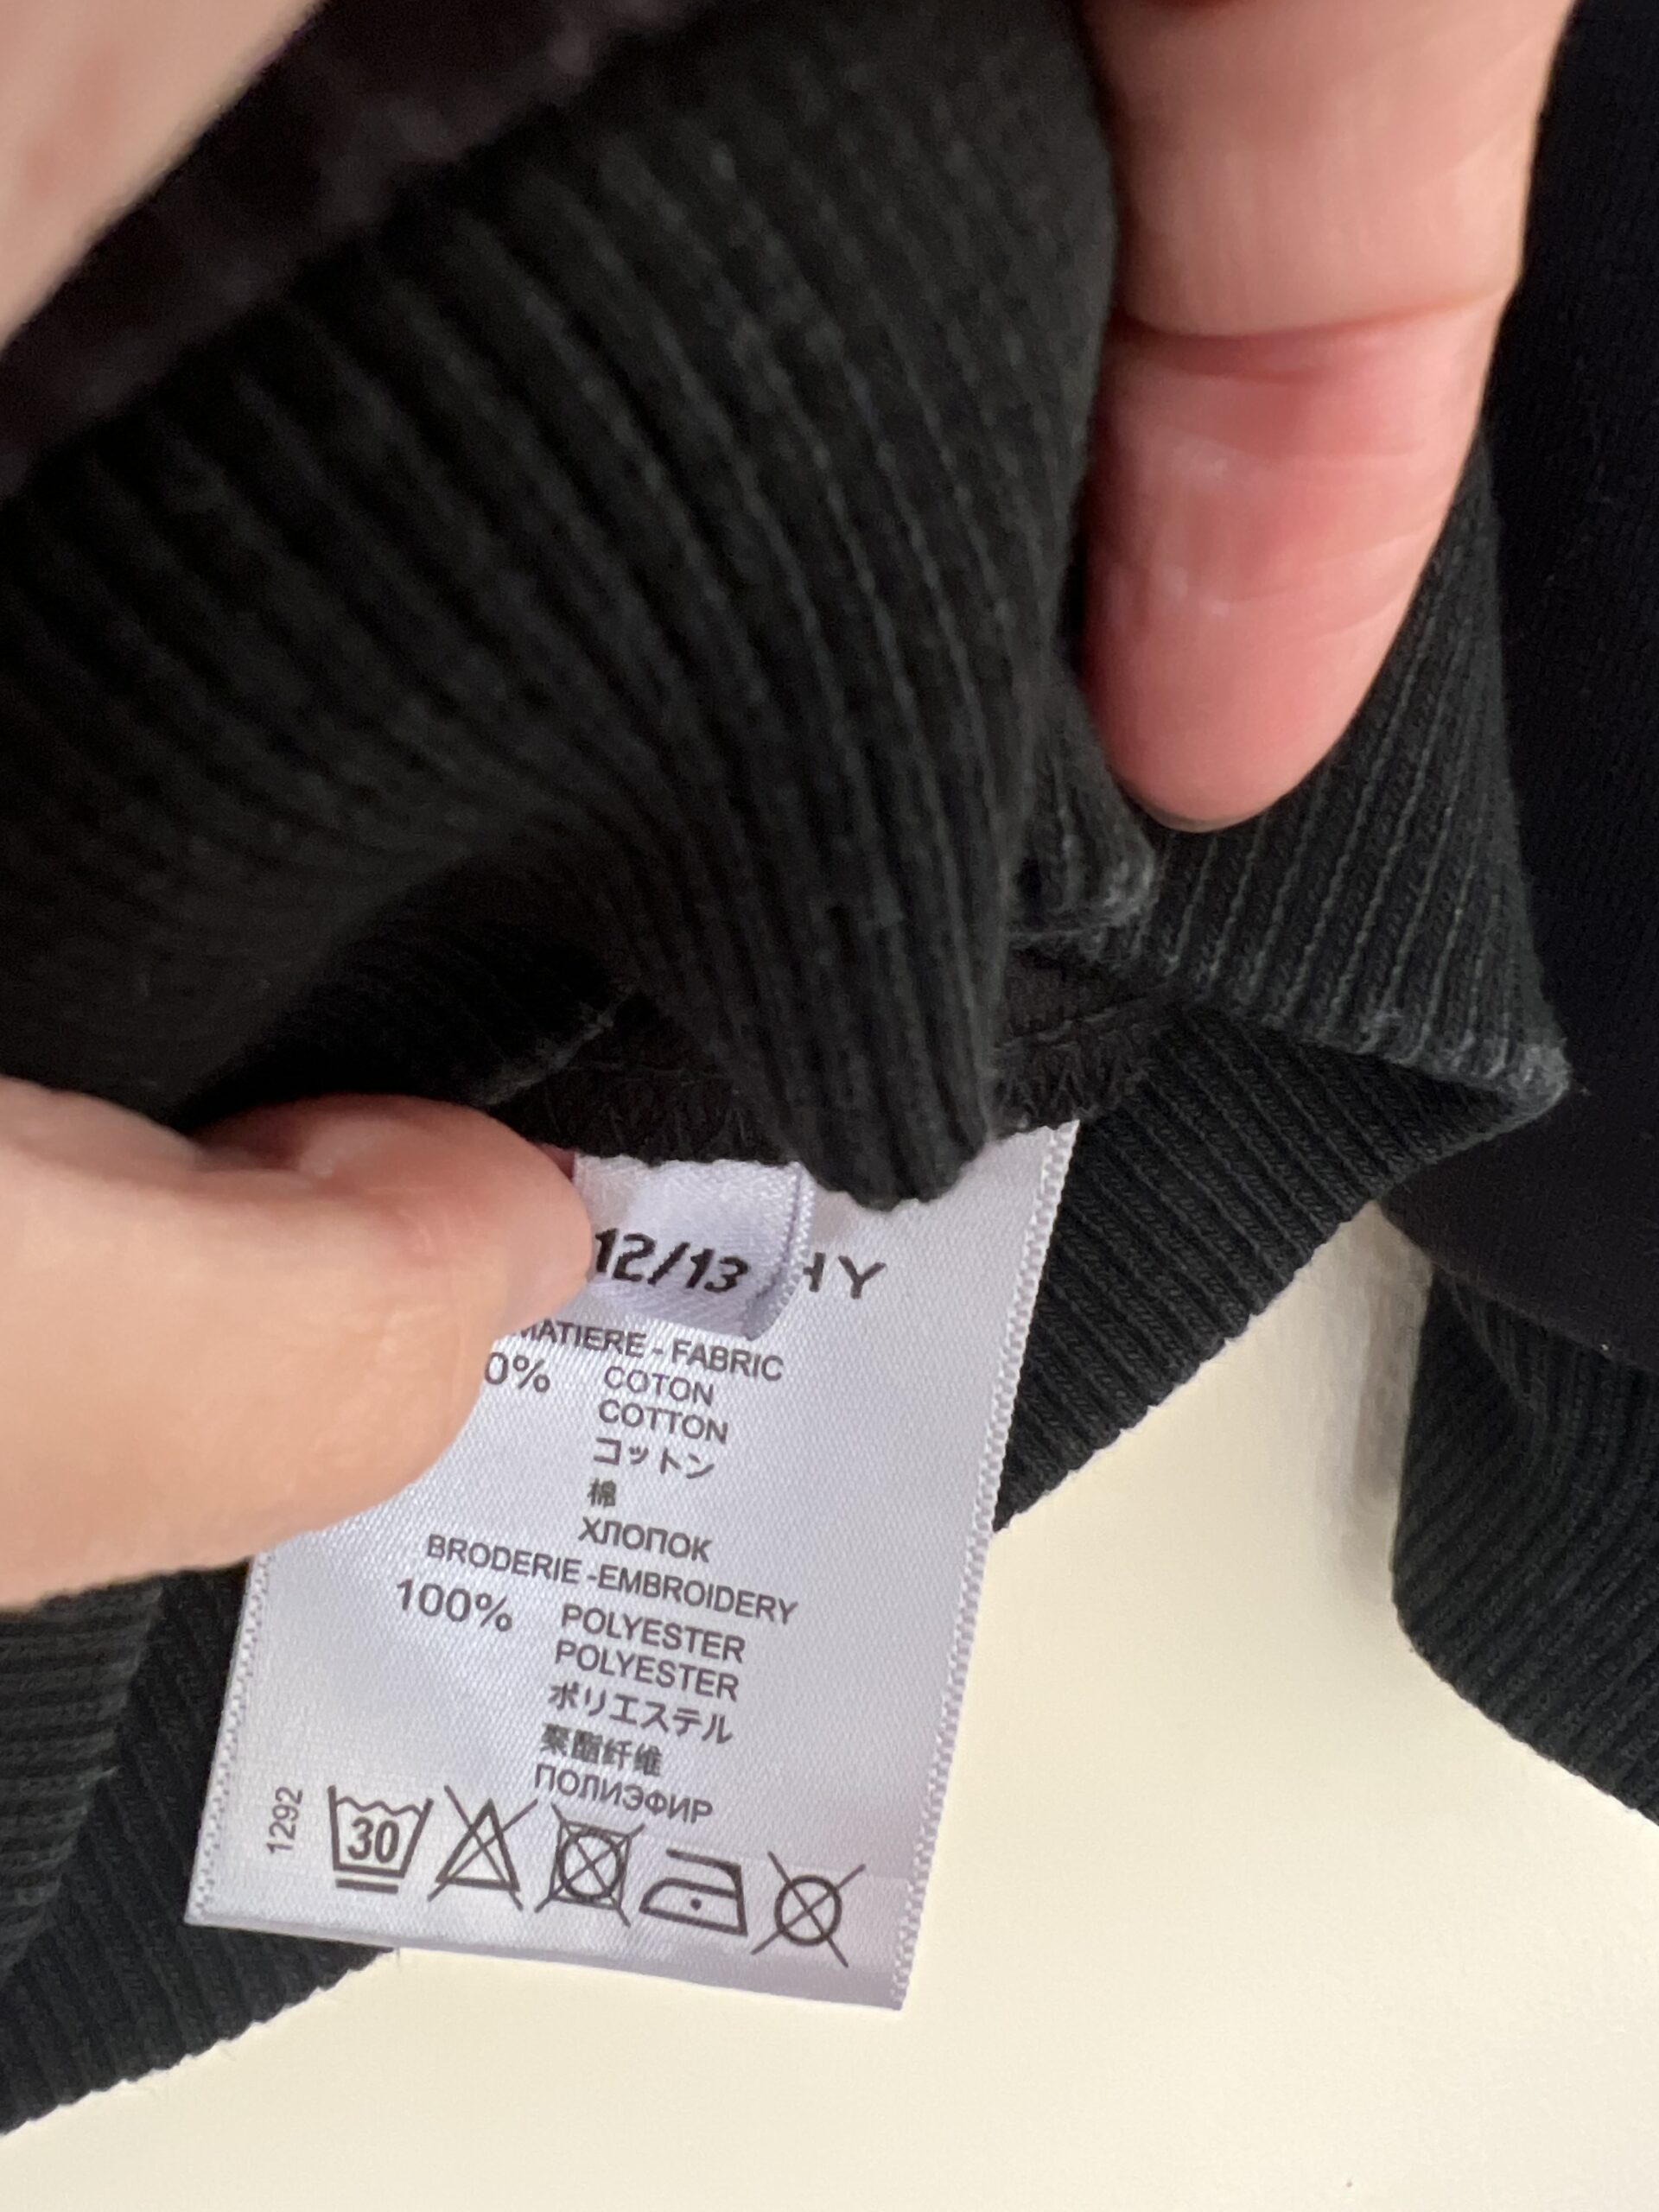 12/13
HY
MATIERE - FABRIC
0% COTON
COTTON
コットン
棉
ХЛОПОК
BRODERIE -EMBROIDERY
100% POLYESTER
POLYESTER
ポリエステル
聚酯纤维
ПОЛИЭФИР
1292
30